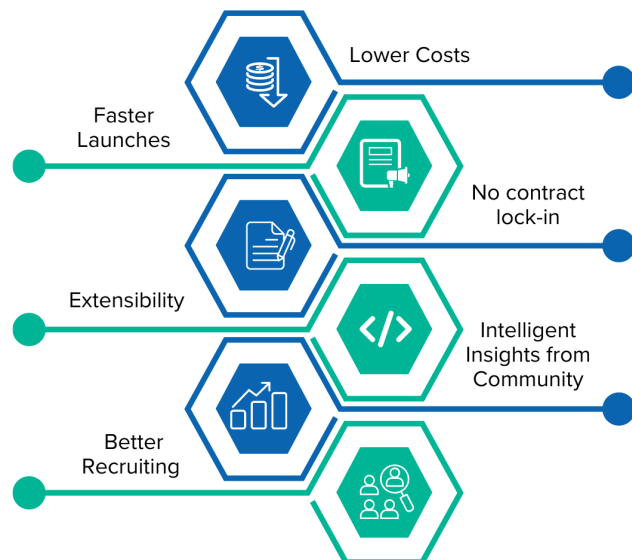 Lower Costs
Faster
Launches
No contract
lock-in
Extensibility
Intelligent
Insights from
Community
Better
Recruiting